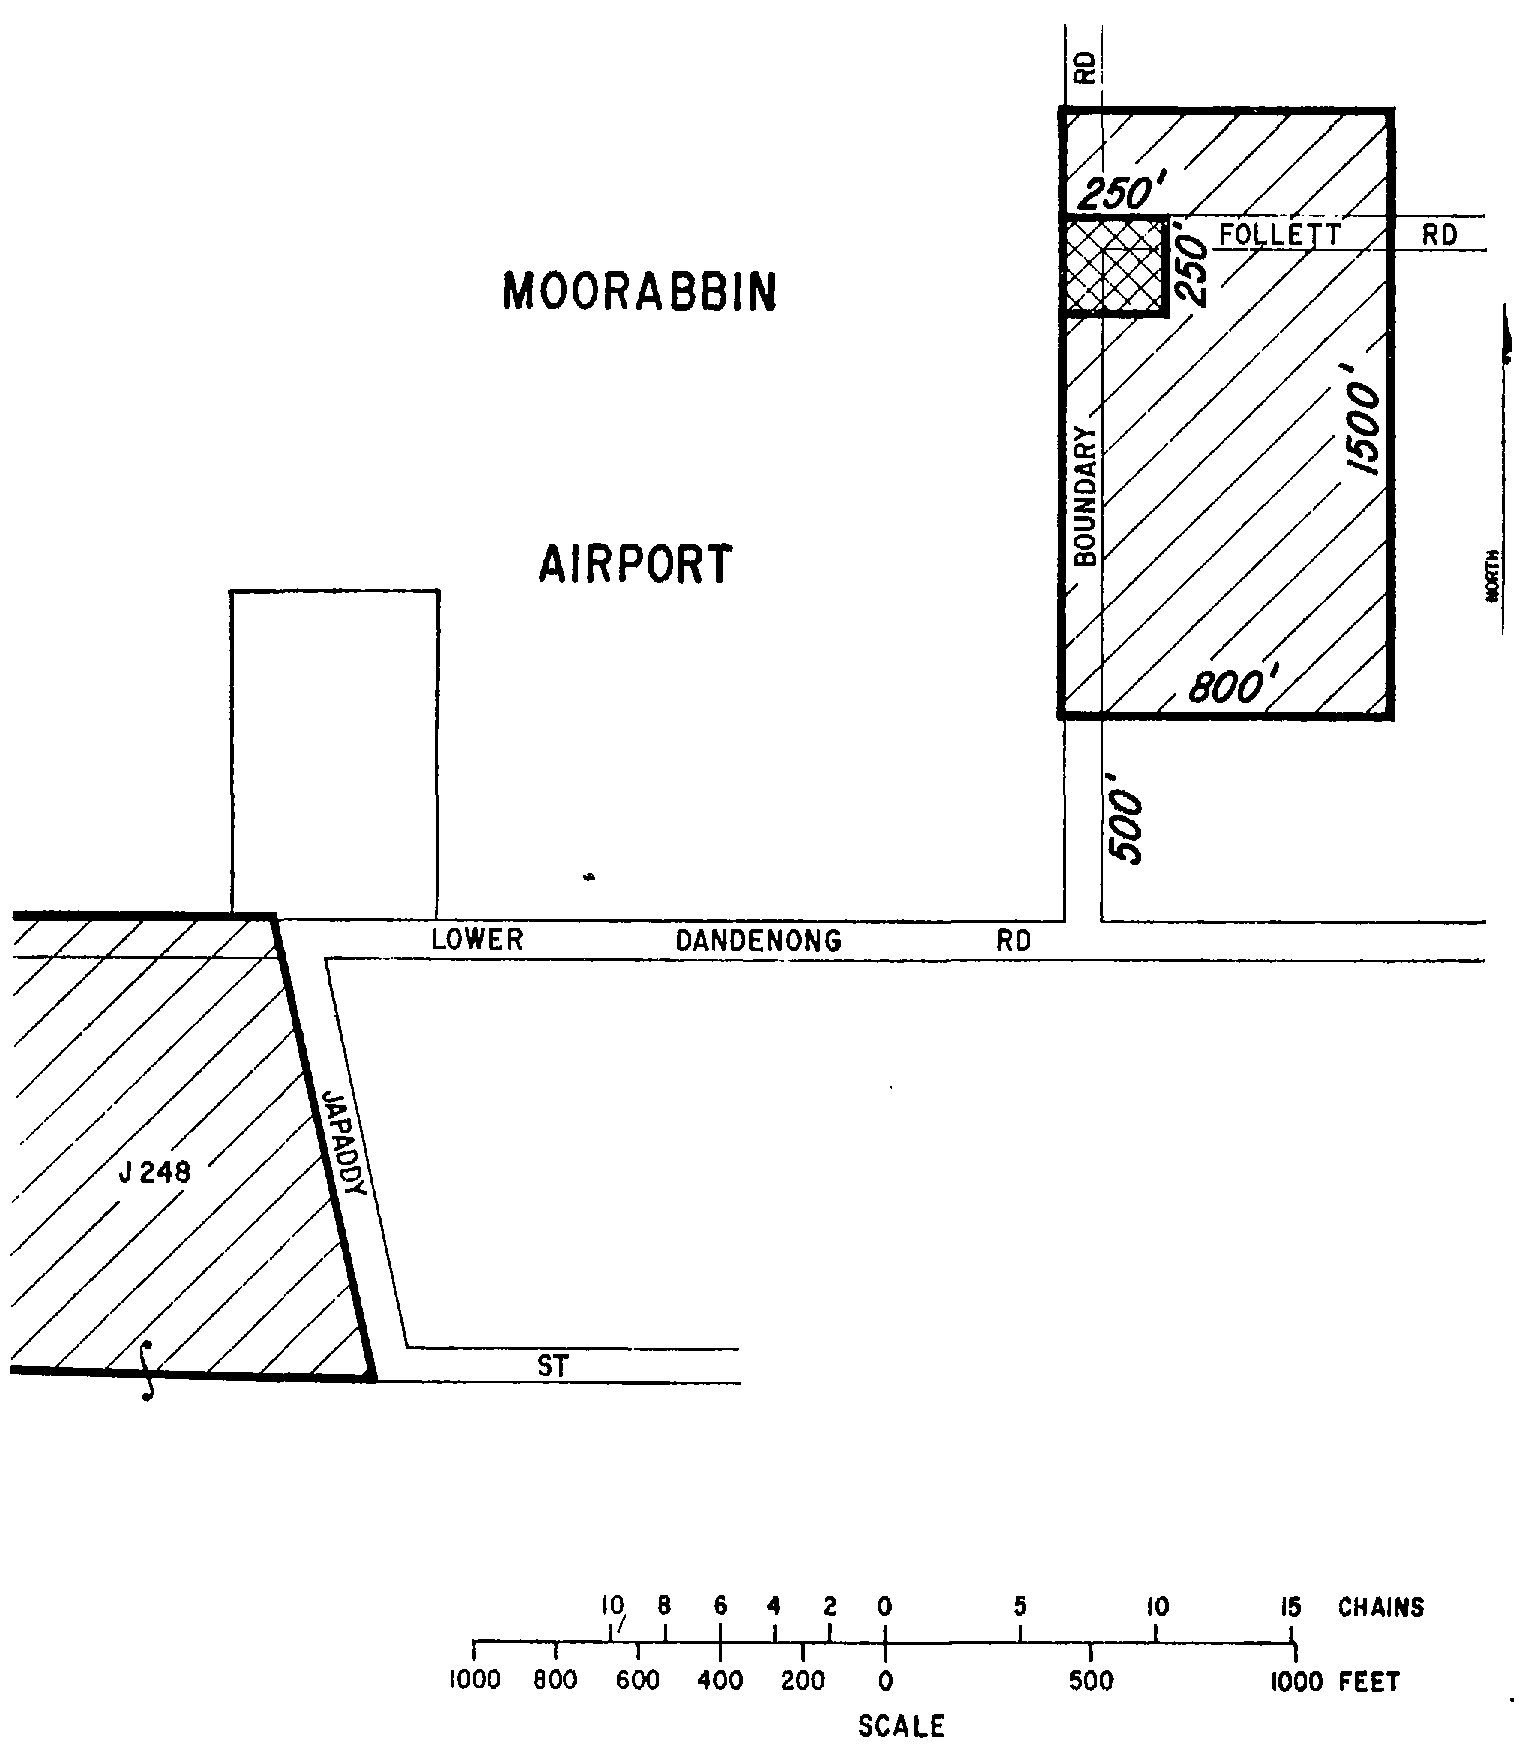 RD
250'
FOLLETT RD
250'
MOORABBIN
1500'
BOUNDARY
AIRPORT
NORTH
800'
500'
LOWER DANDENONG RD
JAPADDY
J 248
ST
10 8 6 4 2 0 5 10 15 CHAINS
1000 800 600 400 200 0 500 1000 FEET
SCALE